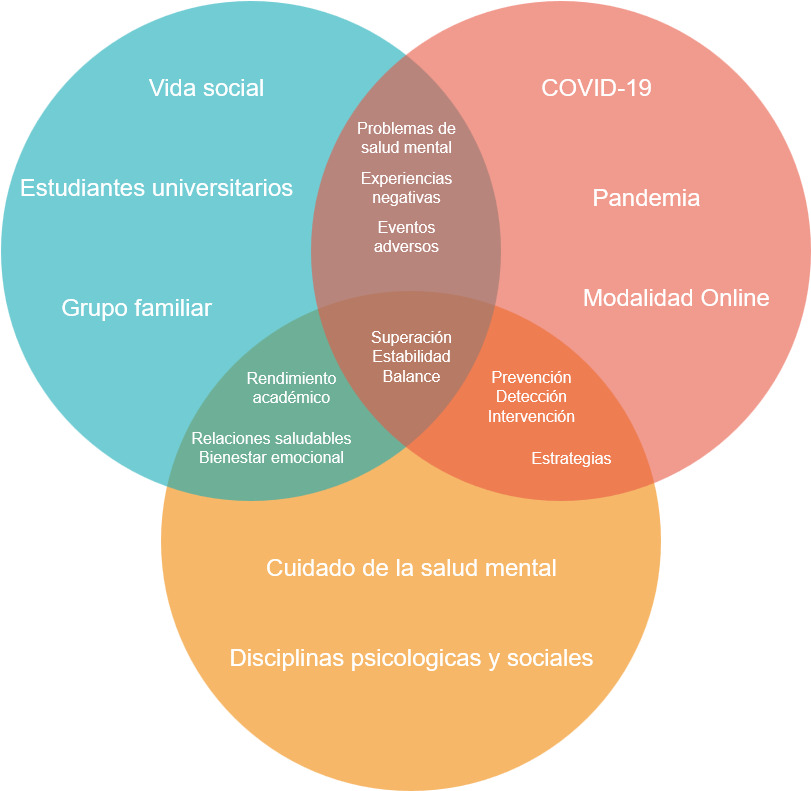 Vida social
COVID-19
Problemas de
salud mental
Experiencias
negativas
Eventos
adversos
Estudiantes universitarios
Pandemia
Grupo familiar
Modalidad Online
Superación
Estabilidad
Balance
Rendimiento
académico
Relaciones saludables
Bienestar emocional
Prevención
Detección
Intervención
Estrategias
Cuidado de la salud mental
Disciplinas psicologicas y sociales